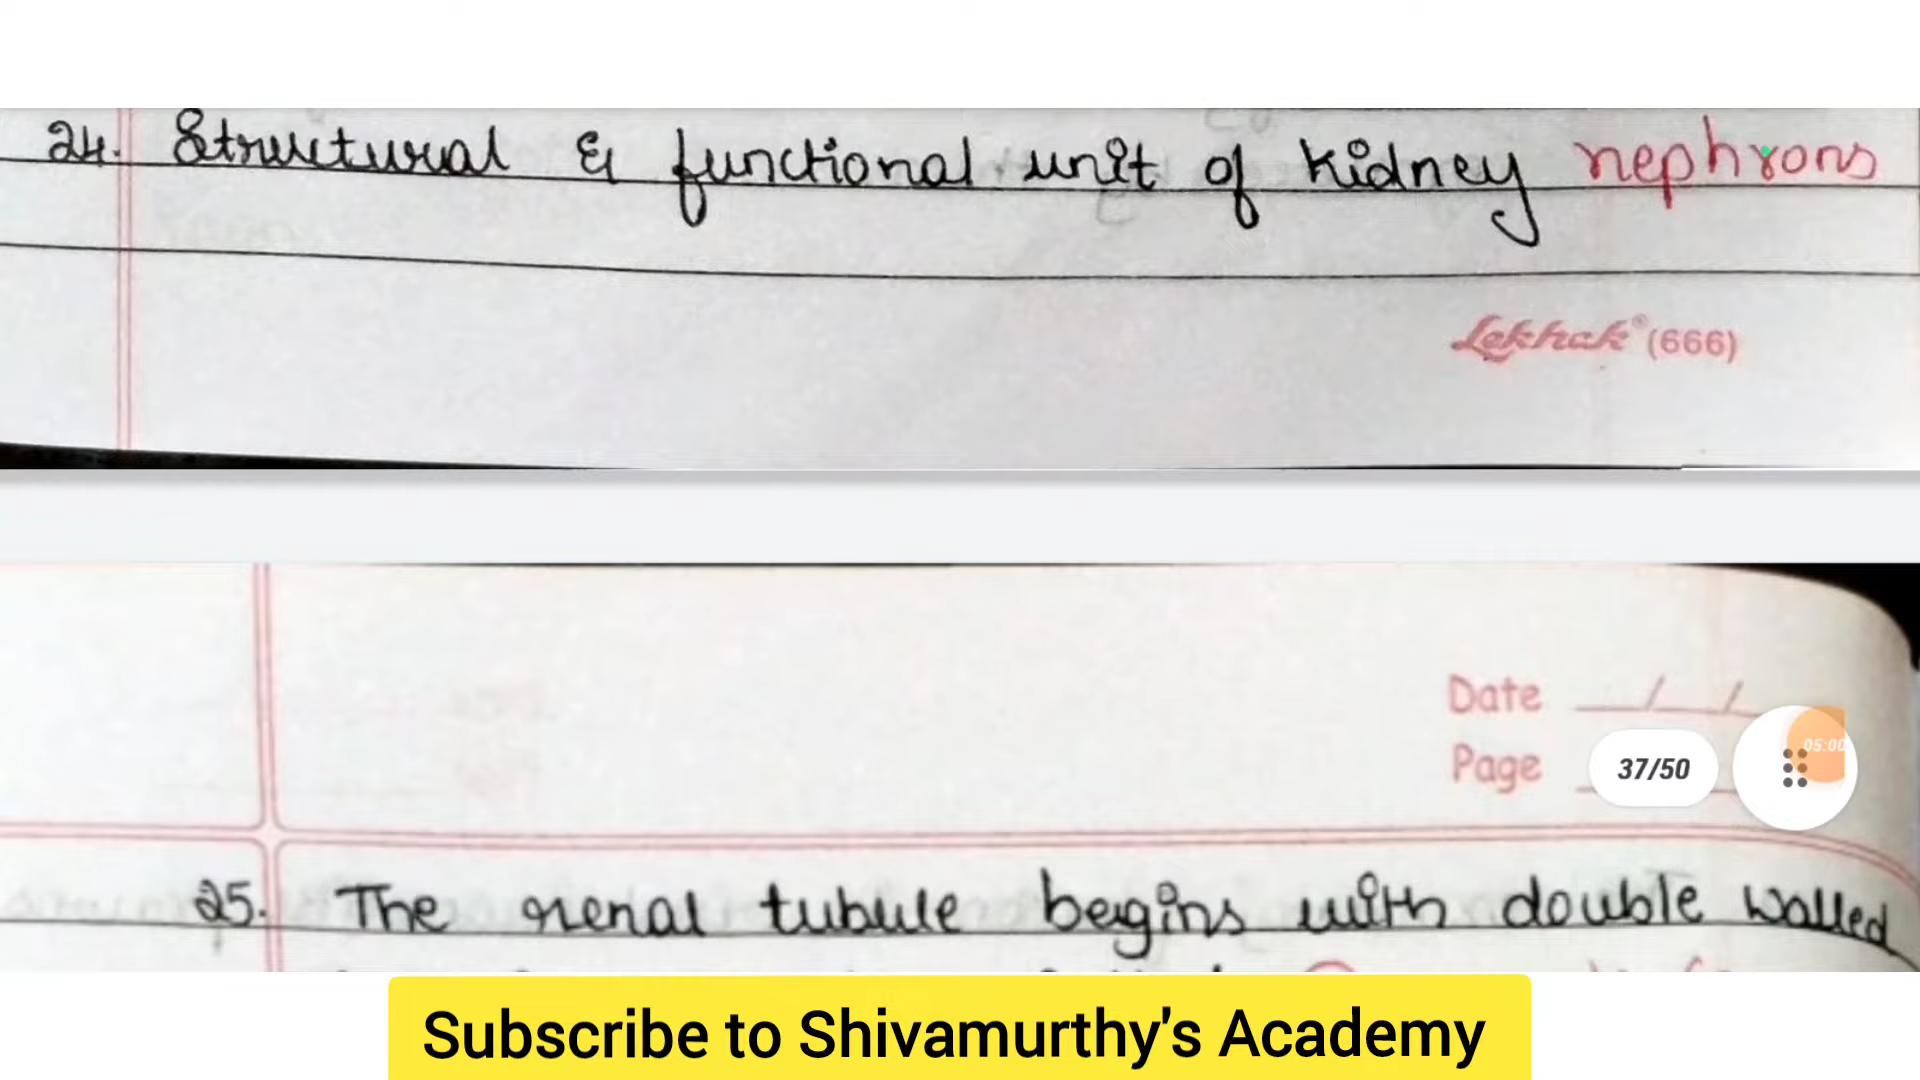 24. Structural & functional unit of kidney nephrons
Lekhak® (666)
Date / /
Page
37/50
05:00
25. The renal tubule begins with double walled
Subscribe to Shivamurthy's Academy